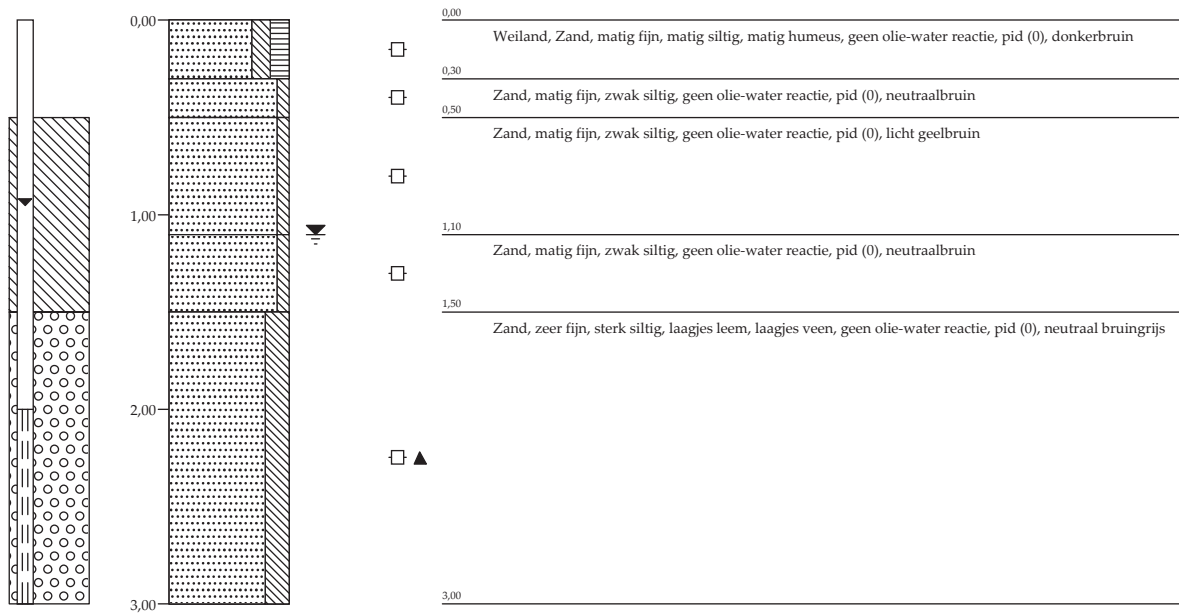 0,00
1,00
2,00
3,00
0,00
Weiland, Zand, matig fijn, matig siltig, matig humeus, geen olie-water reactie, pid (0), donkerbruin
0,30
Zand, matig fijn, zwak siltig, geen olie-water reactie, pid (0), neutraalbruin
0,50
Zand, matig fijn, zwak siltig, geen olie-water reactie, pid (0), licht geelbruin
1,10
Zand, matig fijn, zwak siltig, geen olie-water reactie, pid (0), neutraalbruin
1,50
Zand, zeer fijn, sterk siltig, laagjes leem, laagjes veen, geen olie-water reactie, pid (0), neutraal bruingrijs
3,00